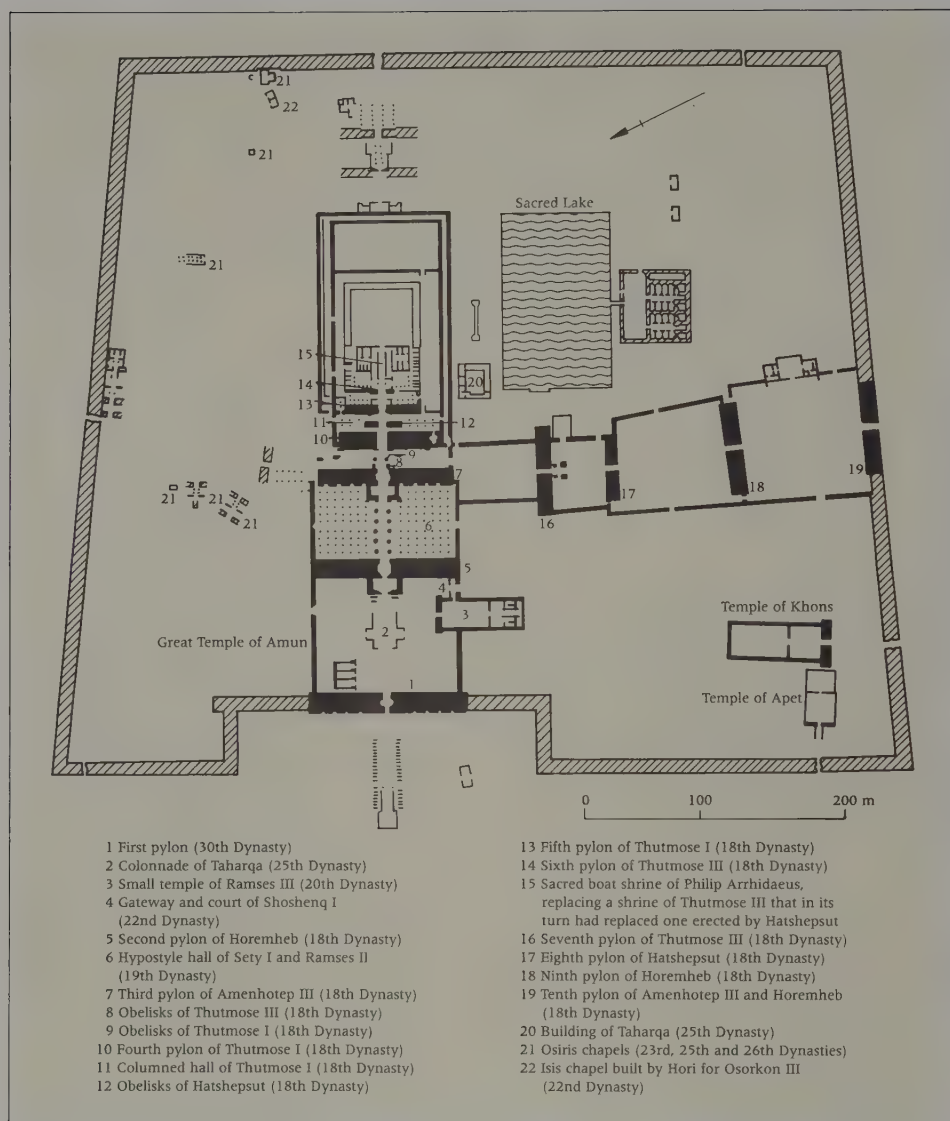 c
21
22
21
Sacred Lake
21
15
14
20
13
11
12
10
9
8
7
19
21
21
18
17
6
21
16
5
4
Temple of Khons
3
2
Great Temple of Amun
Temple of Apet
1
0 100 200 m
1 First pylon (30th Dynasty)
2 Colonnade of Taharqa (25th Dynasty)
3 Small temple of Ramses III (20th Dynasty)
4 Gateway and court of Shoshenq I
(22nd Dynasty)
5 Second pylon of Horemheb (18th Dynasty)
6 Hypostyle hall of Sety I and Ramses II
(19th Dynasty)
7 Third pylon of Amenhotep III (18th Dynasty)
8 Obelisks of Thutmose III (18th Dynasty)
9 Obelisks of Thutmose I (18th Dynasty)
10 Fourth pylon of Thutmose I (18th Dynasty)
11 Columned hall of Thutmose I (18th Dynasty)
12 Obelisks of Hatshepsut (18th Dynasty)
13 Fifth pylon of Thutmose I (18th Dynasty)
14 Sixth pylon of Thutmose III (18th Dynasty)
15 Sacred boat shrine of Philip Arrhidaeus,
replacing a shrine of Thutmose III that in its
turn had replaced one erected by Hatshepsut
16 Seventh pylon of Thutmose III (18th Dynasty)
17 Eighth pylon of Hatshepsut (18th Dynasty)
18 Ninth pylon of Horemheb (18th Dynasty)
19 Tenth pylon of Amenhotep III and Horemheb
(18th Dynasty)
20 Building of Taharqa (25th Dynasty)
21 Osiris chapels (23rd, 25th and 26th Dynasties)
22 Isis chapel built by Hori for Osorkon III
(22nd Dynasty)